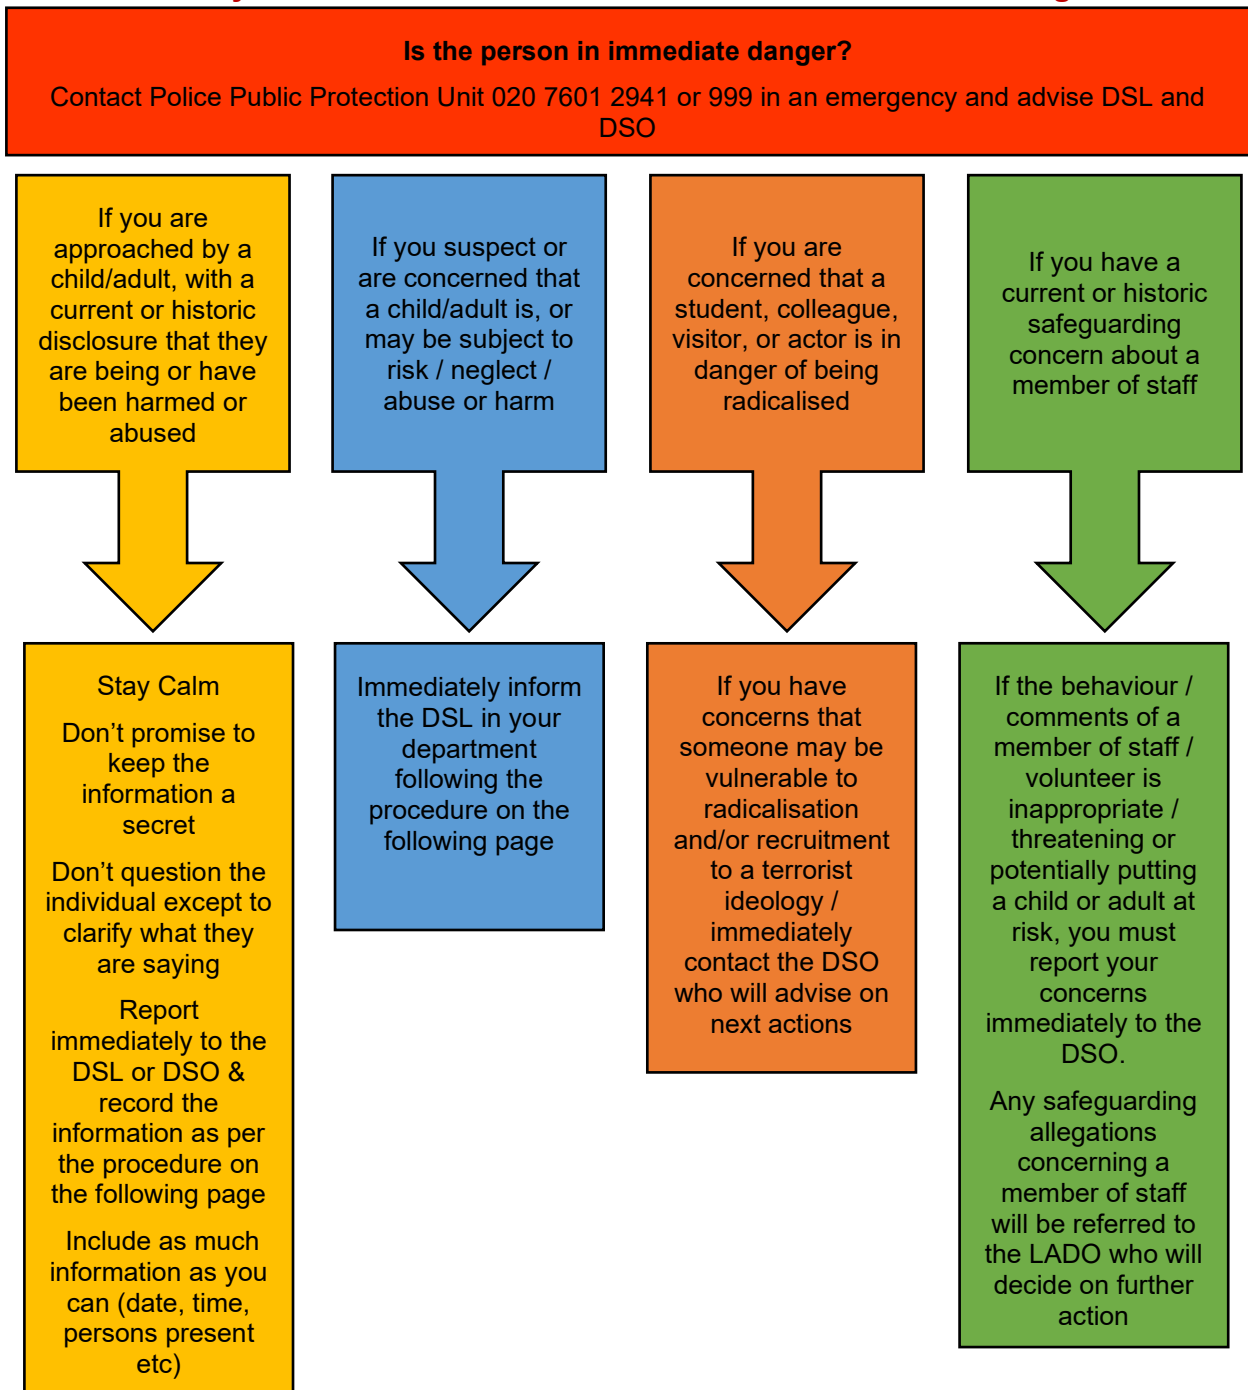 Is the person in immediate danger?
Contact Police Public Protection Unit 020 7601 2941 or 999 in an emergency and advise DSL and
DSO
If you are
approached by a
child/adult, with a
current or historic
disclosure that they
are being or have
been harmed or
abused
If you suspect or
are concerned that
a child/adult is, or
may be subject to
risk / neglect /
abuse or harm
If you are
concerned that a
student, colleague,
visitor, or actor is in
danger of being
radicalised
If you have a
current or historic
safeguarding
concern about a
member of staff
Stay Calm
Don’t promise to
keep the
information a
secret
Don’t question the
individual except to
clarify what they
are saying
Report
immediately to the
DSL or DSO &
record the
information as per
the procedure on
the following page
Include as much
information as you
can (date, time,
persons present
etc)
Immediately inform
the DSL in your
department
following the
procedure on the
following page
If you have
concerns that
someone may be
vulnerable to
radicalisation
and/or recruitment
to a terrorist
ideology /
immediately
contact the DSO
who will advise on
next actions
If the behaviour /
comments of a
member of staff /
volunteer is
inappropriate /
threatening or
potentially putting
a child or adult at
risk, you must
report your
concerns
immediately to the
DSO.
Any safeguarding
allegations
concerning a
member of staff
will be referred to
the LADO who will
decide on further
action